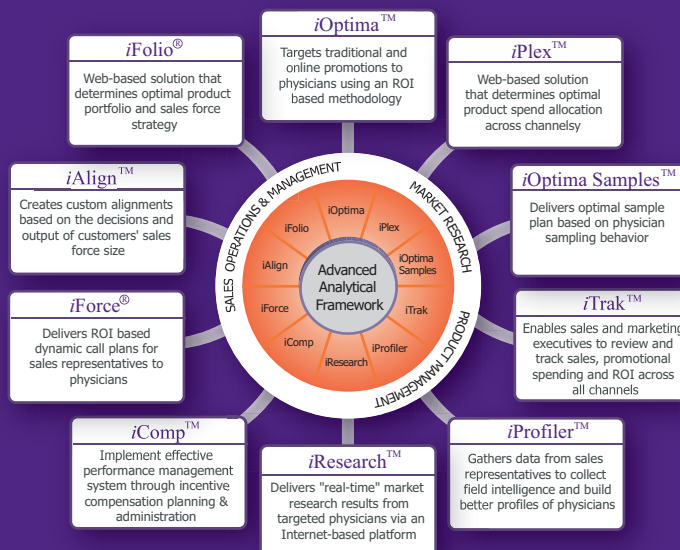 iOptima™
Targets traditional and
online promotions to
physicians using an ROI
based methodology
iFolio®
Web-based solution that
determines optimal product
portfolio and sales force
strategy
iPlex™
Web-based solution
that determines optimal
product spend allocation
across channelsy
iAlign™
Creates custom alignments
based on the decisions and
output of customers' sales
force size
iOptima Samples™
Delivers optimal sample
plan based on physician
sampling behavior
iForce®
Delivers ROI based
dynamic call plans for
sales representatives to
physicians
iTrak™
Enables sales and marketing
executives to review and
track sales, promotional
spending and ROI across
all channels
iComp™
Implement effective
performance management
system through incentive
compensation planning &
administration
iResearch™
Delivers "real-time" market
research results from
targeted physicians via an
Internet-based platform
iProfiler™
Gathers data from sales
representatives to collect
field intelligence and build
better profiles of physicians
SALES OPERATIONS & MANAGEMENT
MARKET RESEARCH
PRODUCT MANAGEMENT
iOptima
iPlex
iOptima
Samples
iTrak
iProfiler
iResearch
iComp
iForce
iAlign
iFolio
Advanced
Analytical
Framework